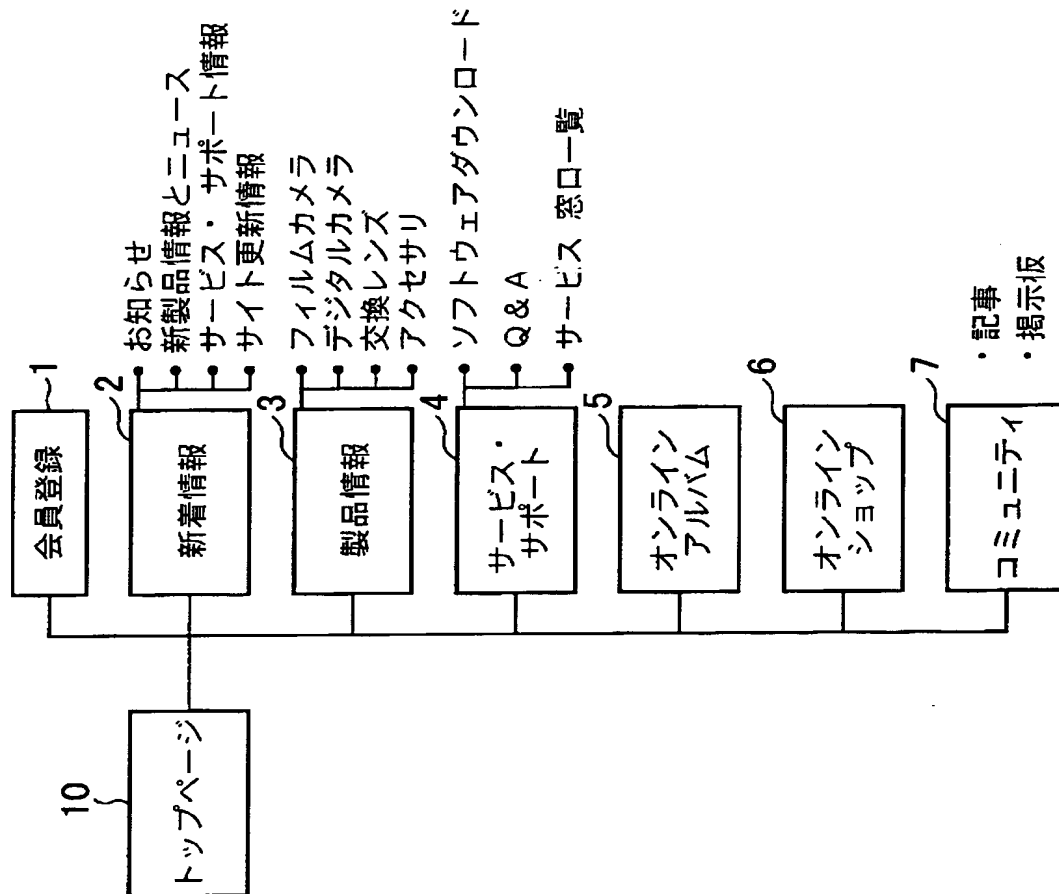 10
トップページ
1
会員登録
2
新着情報
お知らせ
新製品情報とニュース
サービス・サポート情報
サイト更新情報
3
製品情報
フィルムカメラ
デジタルカメラ
交換レンズ
アクセサリ
4
サービス・
サポート
ソフトウェアダウンロード
Q&A
サービス 窓口一覧
5
オンライン
アルバム
6
オンライン
ショップ
7
コミュニティ
・記事
・掲示板